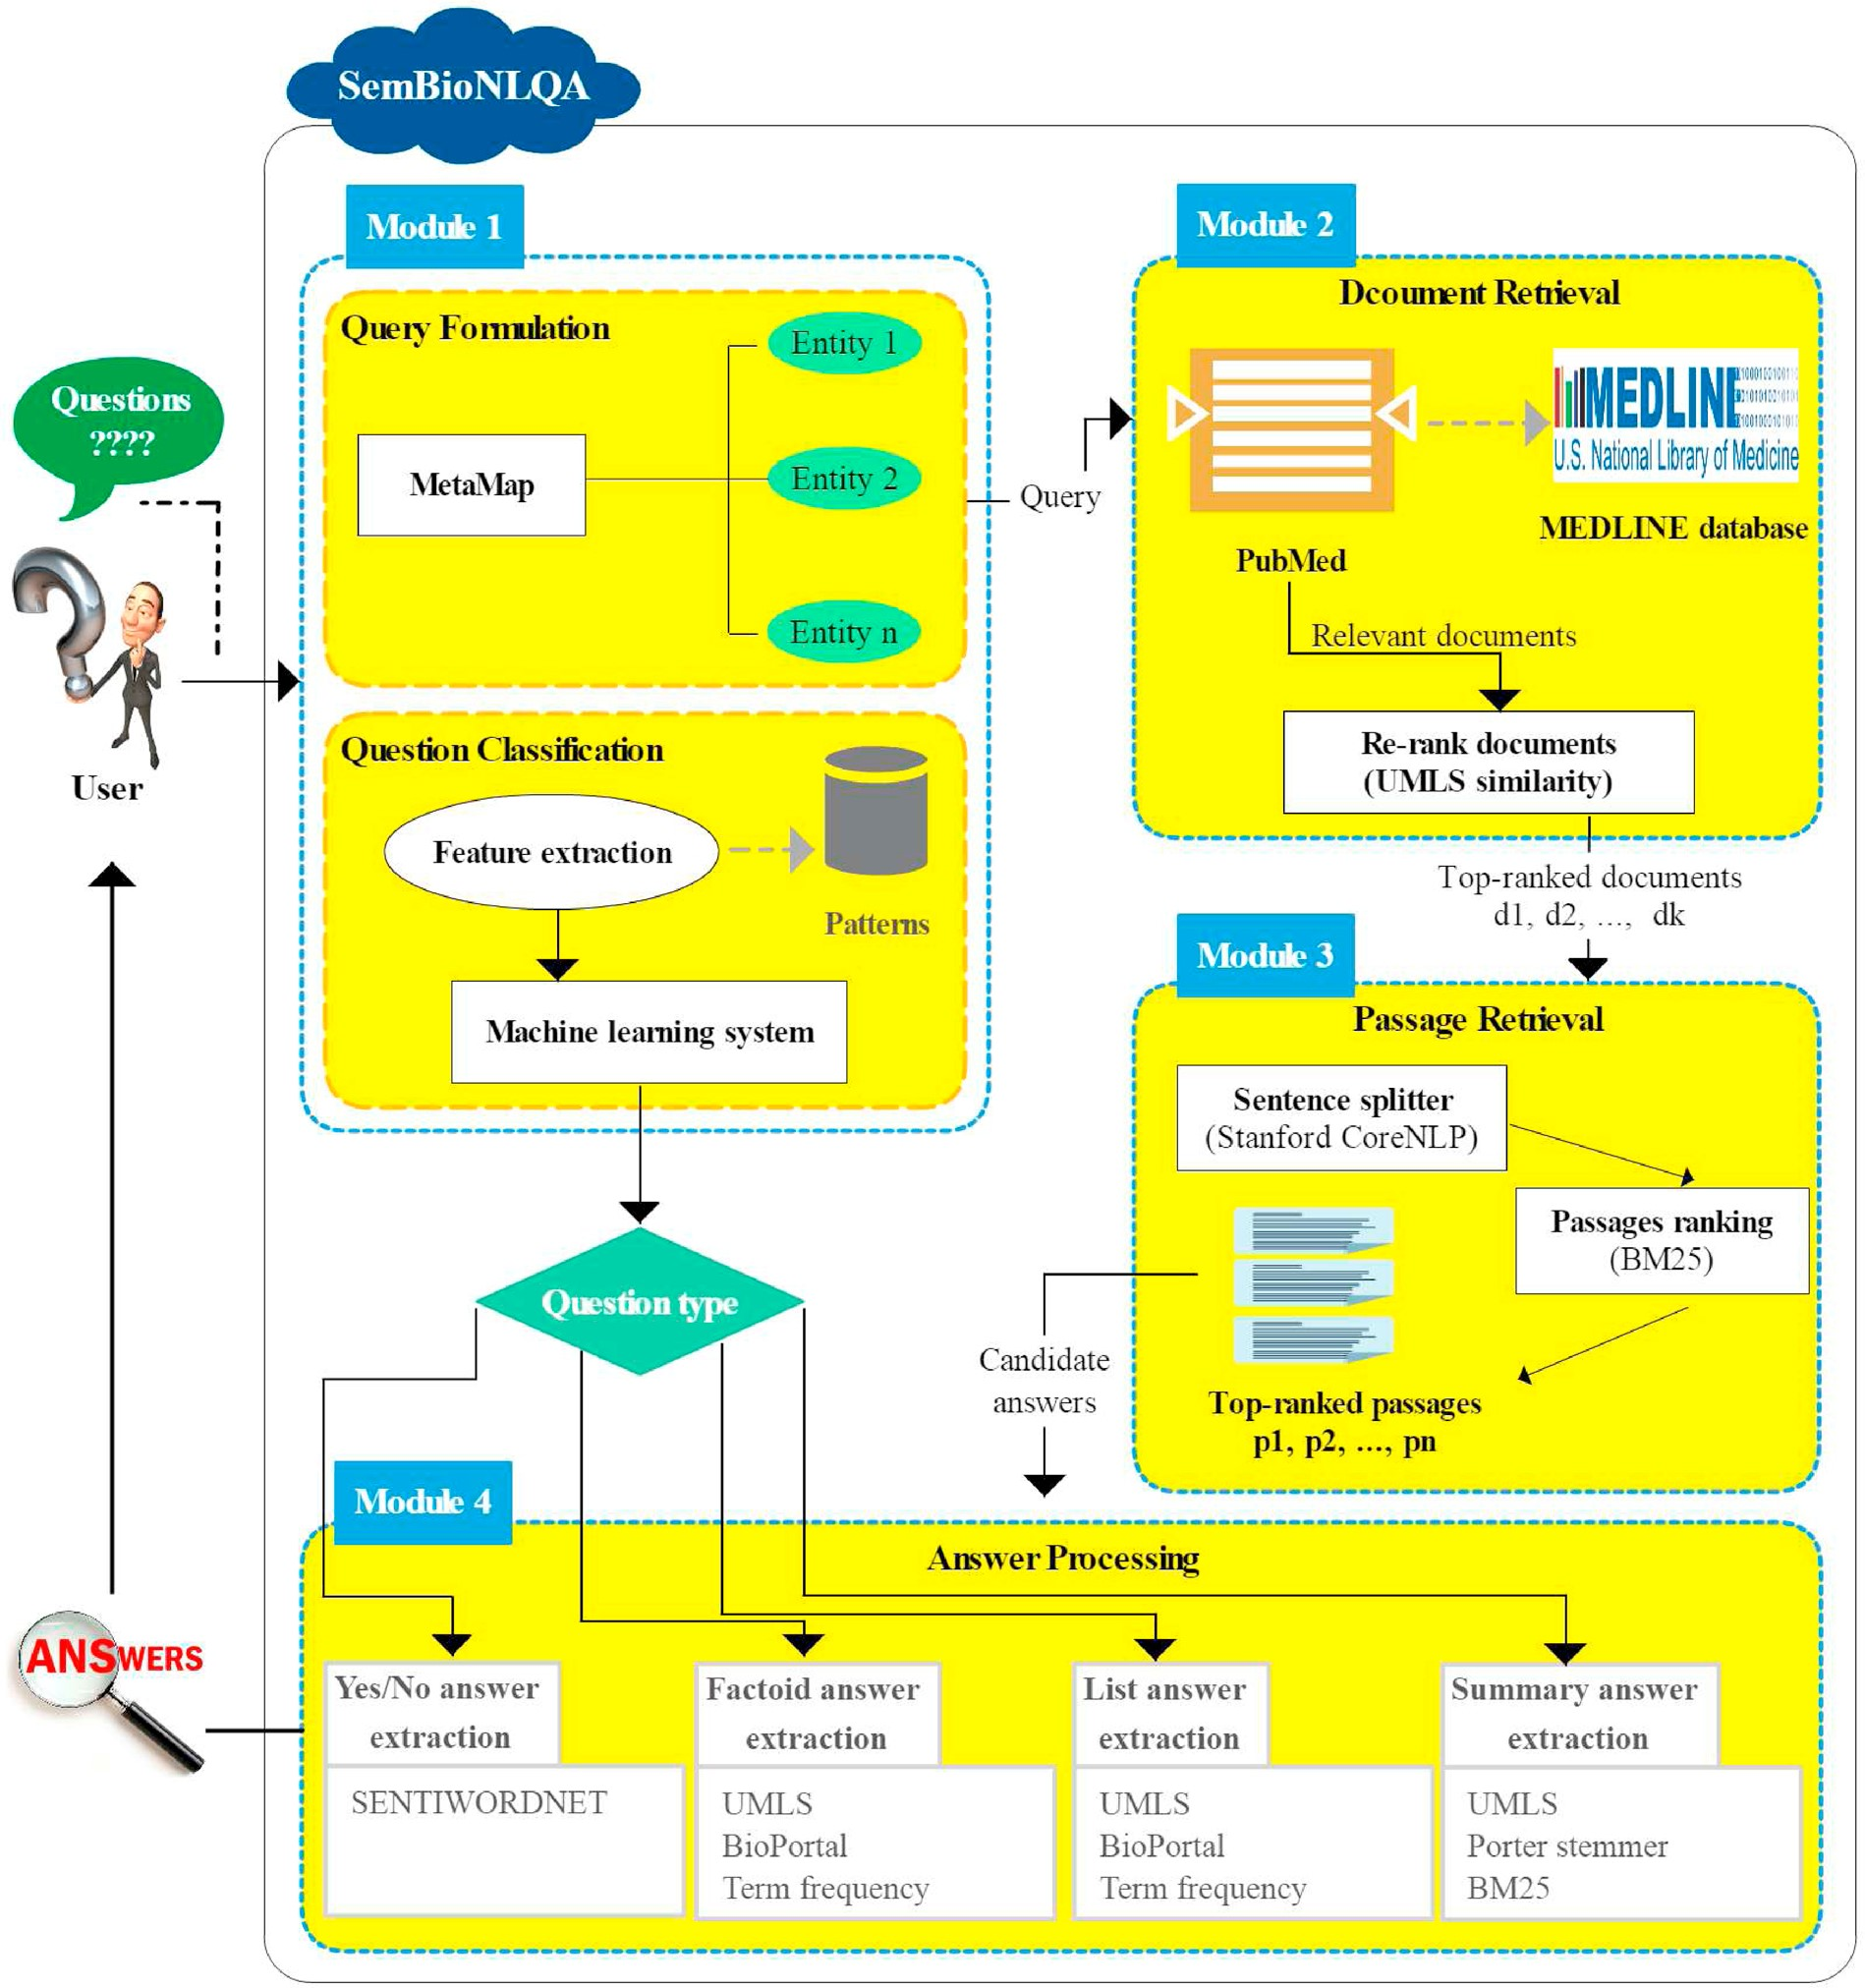 SemBioNLQA
Module 1
Query Formulation
MetaMap
Entity 1
Entity 2
Entity n
Question Classification
Feature extraction
Patterns
Machine learning system
Questions
????
User
Query
Module 2
Dcoument Retrieval
MEDLINE
U.S. National Library of Medicine
MEDLINE database
PubMed
Relevant documents
Re-rank documents
(UMLS similarity)
Top-ranked documents
d1, d2, ..., dk
Module 3
Passage Retrieval
Sentence splitter
(Stanford CoreNLP)
Passages ranking
(BM25)
Top-ranked passages
p1, p2, ..., pn
Candidate
answers
Question type
Module 4
Answer Processing
Yes/No answer
extraction
SENTIWORDNET
Factoid answer
extraction
UMLS
BioPortal
Term frequency
List answer
extraction
UMLS
BioPortal
Term frequency
Summary answer
extraction
UMLS
Porter stemmer
BM25
ANSWERS